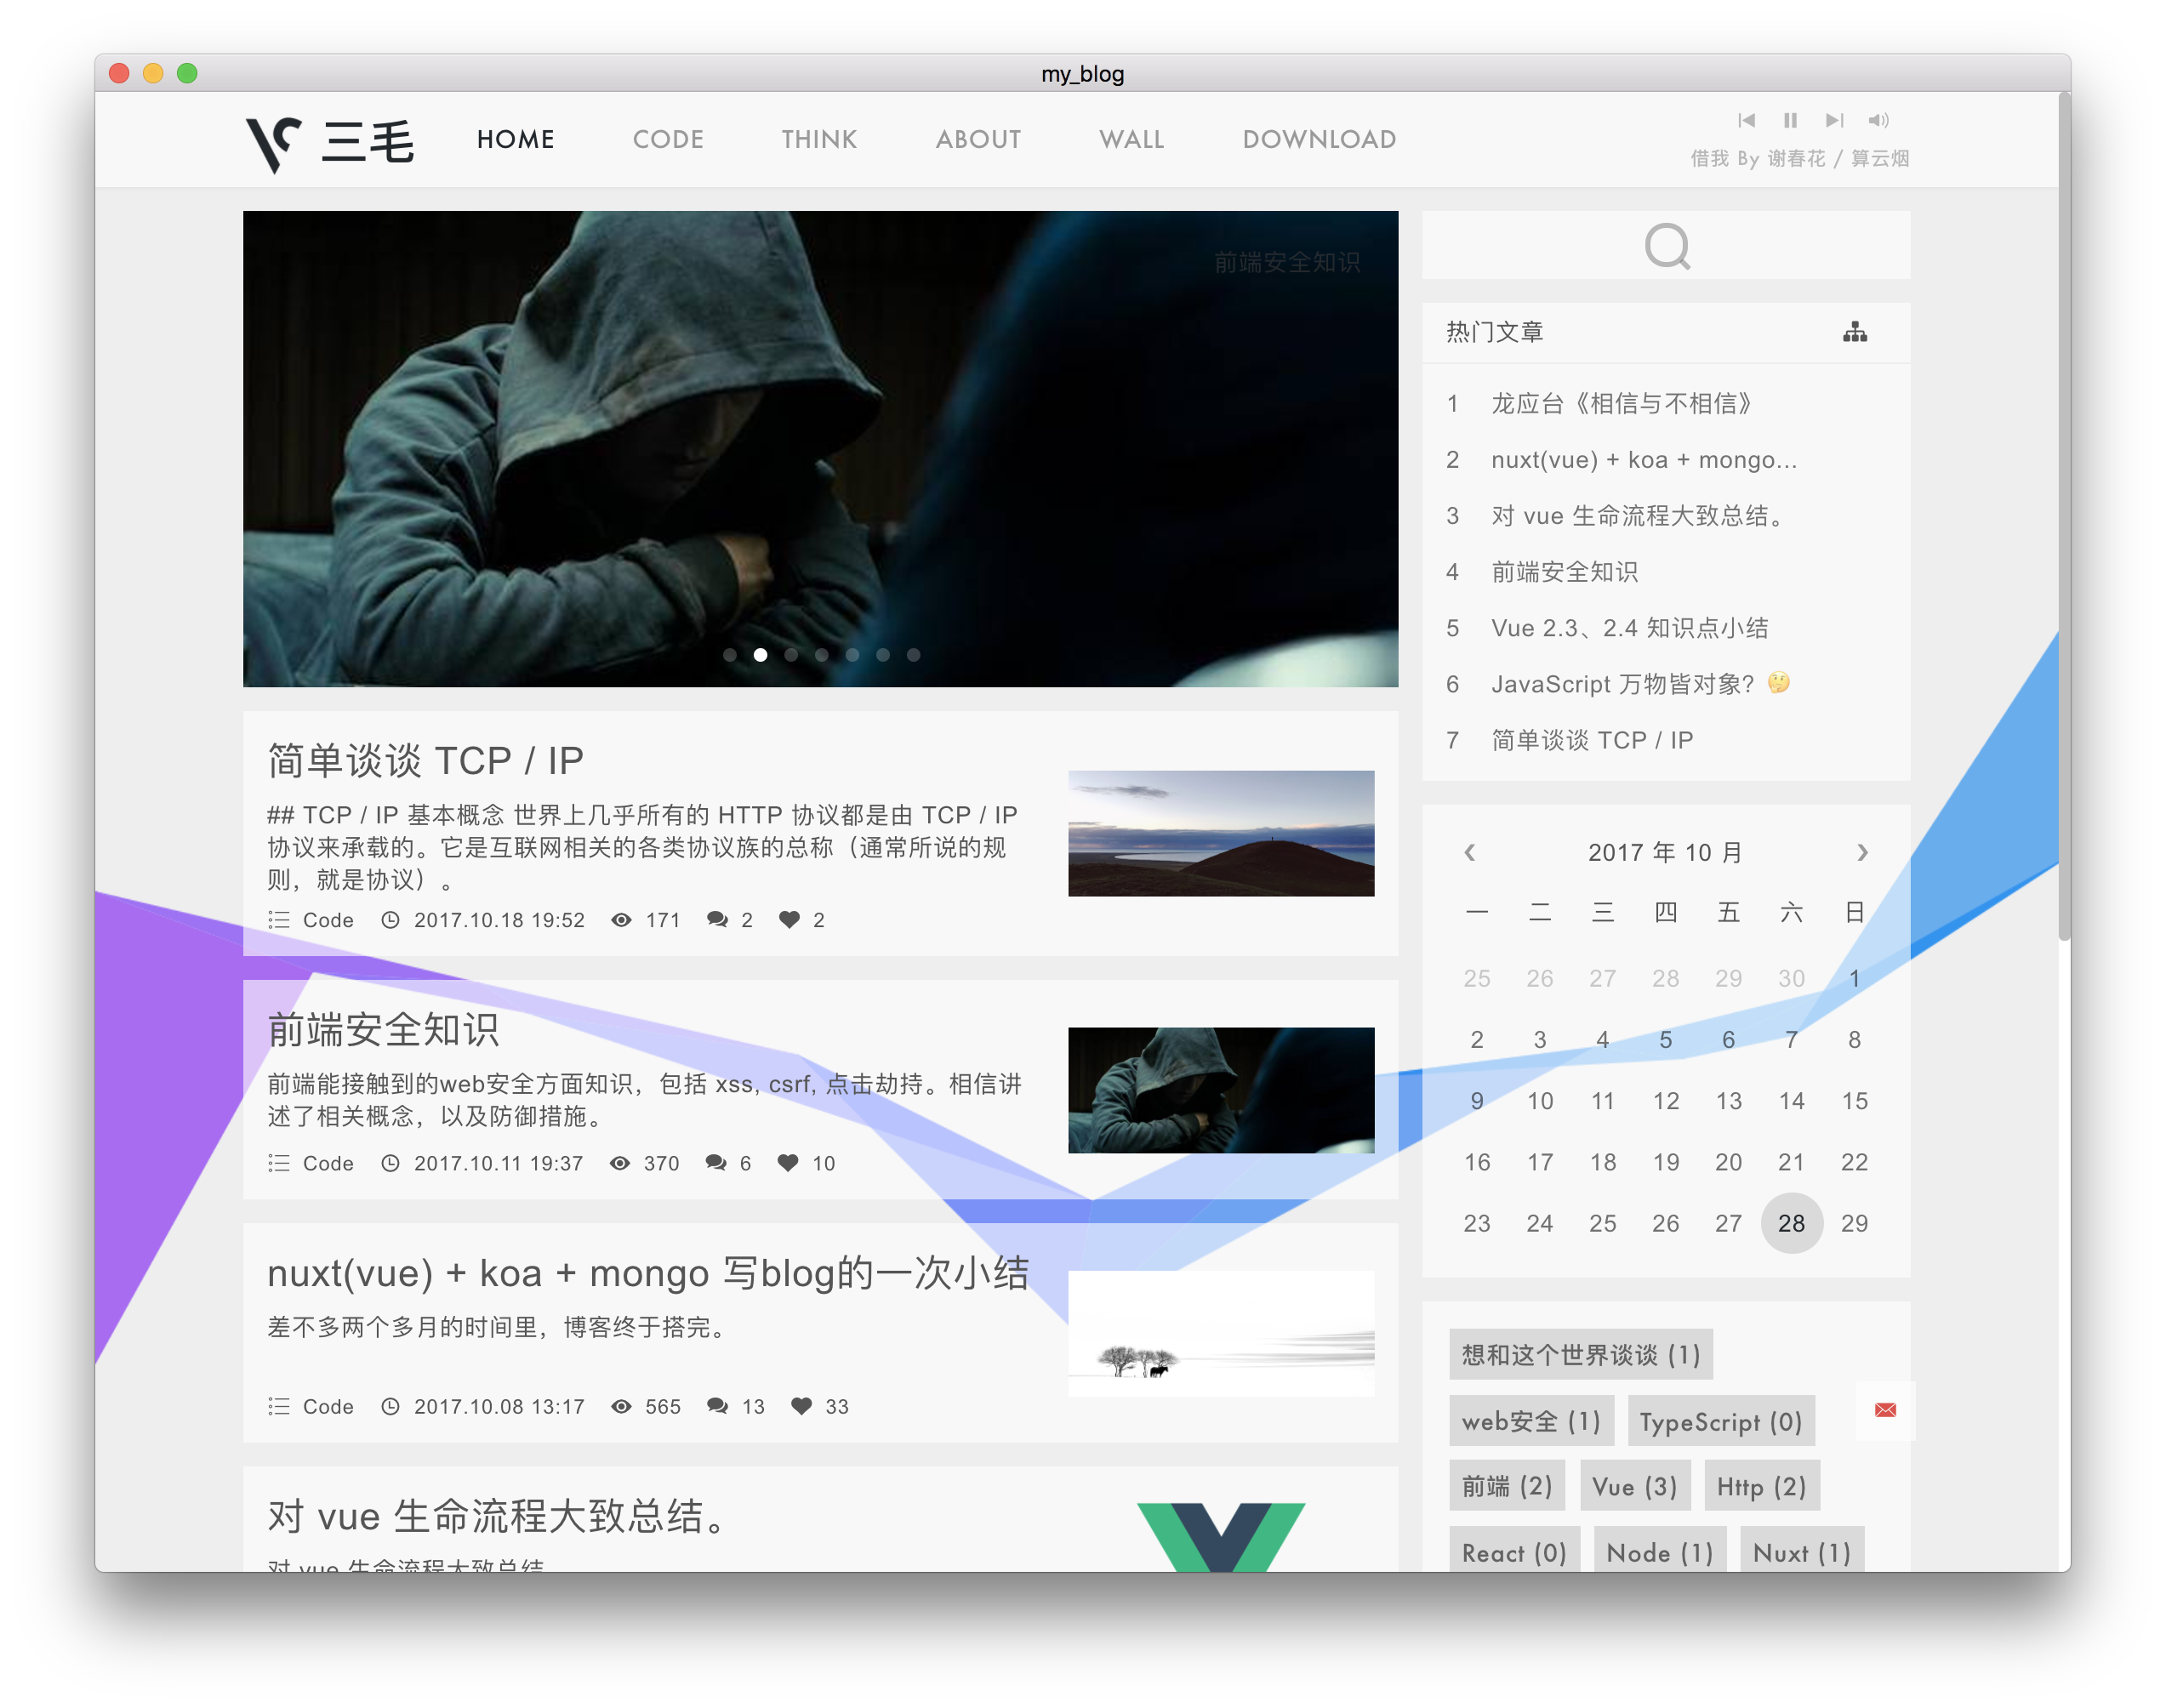 my_blog
三毛
HOME CODE THINK ABOUT WALL DOWNLOAD
借我 By 谢春花 / 算云烟
前端安全知识
简单谈谈 TCP / IP
## TCP / IP 基本概念 世界上几乎所有的 HTTP 协议都是由 TCP / IP
协议来承载的。它是互联网相关的各类协议族的总称（通常所说的规
则，就是协议）。
Code 2017.10.18 19:52 171 2 2
前端安全知识
前端能接触到的web安全方面知识，包括 xss, csrf, 点击劫持。相信讲
述了相关概念，以及防御措施。
Code 2017.10.11 19:37 370 6 10
nuxt(vue) + koa + mongo 写blog的一次小结
差不多两个多月的时间里，博客终于搭完。
Code 2017.10.08 13:17 565 13 33
对 vue 生命流程大致总结。
对 vue 生命流程大致总结
热门文章
1 龙应台《相信与不相信》
2 nuxt(vue) + koa + mongo...
3 对 vue 生命流程大致总结。
4 前端安全知识
5 Vue 2.3、2.4 知识点小结
6 JavaScript 万物皆对象？🤔
7 简单谈谈 TCP / IP
‹ 2017 年 10 月 ›
一 二 三 四 五 六 日
25 26 27 28 29 30 1
2 3 4 5 6 7 8
9 10 11 12 13 14 15
16 17 18 19 20 21 22
23 24 25 26 27 28 29
想和这个世界谈谈 (1)
web安全 (1) TypeScript (0)
前端 (2) Vue (3) Http (2)
React (0) Node (1) Nuxt (1)